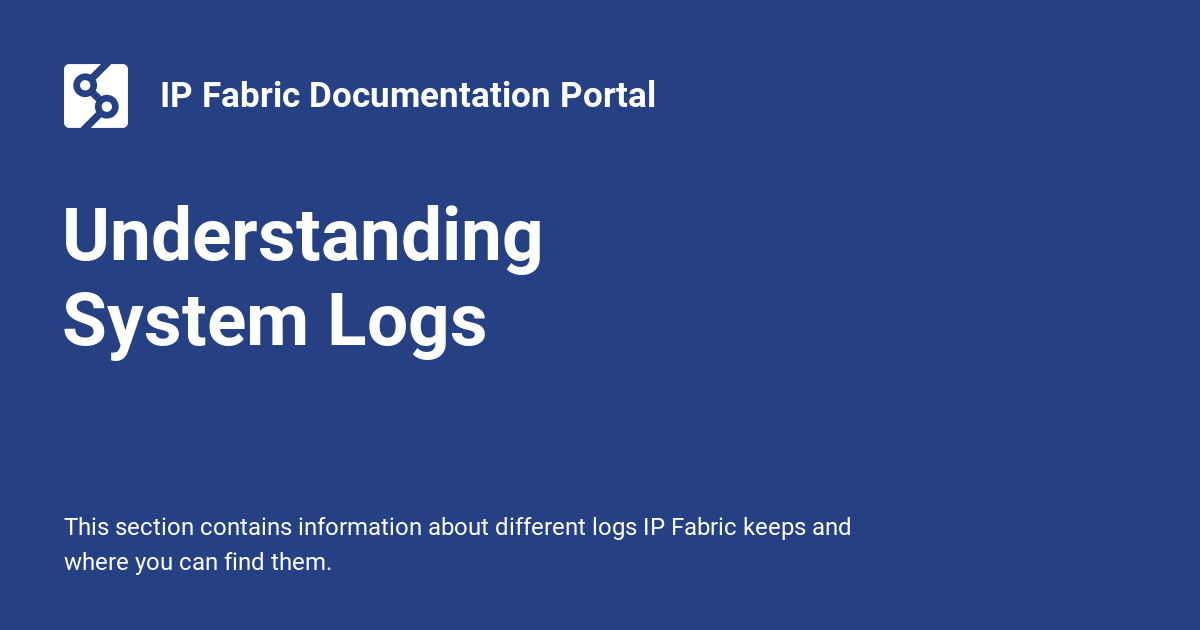 IP Fabric Documentation Portal
Understanding
System Logs
This section contains information about different logs IP Fabric keeps and
where you can find them.